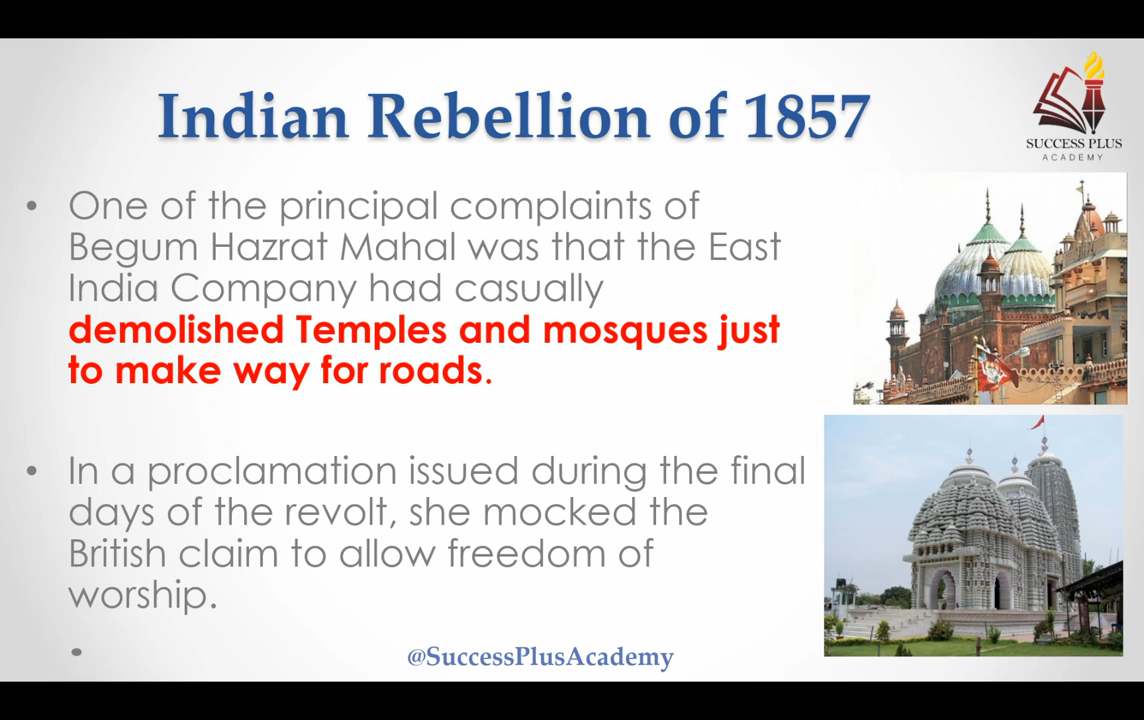 Indian Rebellion of 1857
SUCCESS PLUS
ACADEMY
• One of the principal complaints of
Begum Hazrat Mahal was that the East
India Company had casually
demolished Temples and mosques just
to make way for roads.
• In a proclamation issued during the final
days of the revolt, she mocked the
British claim to allow freedom of
worship.
•
@SuccessPlusAcademy